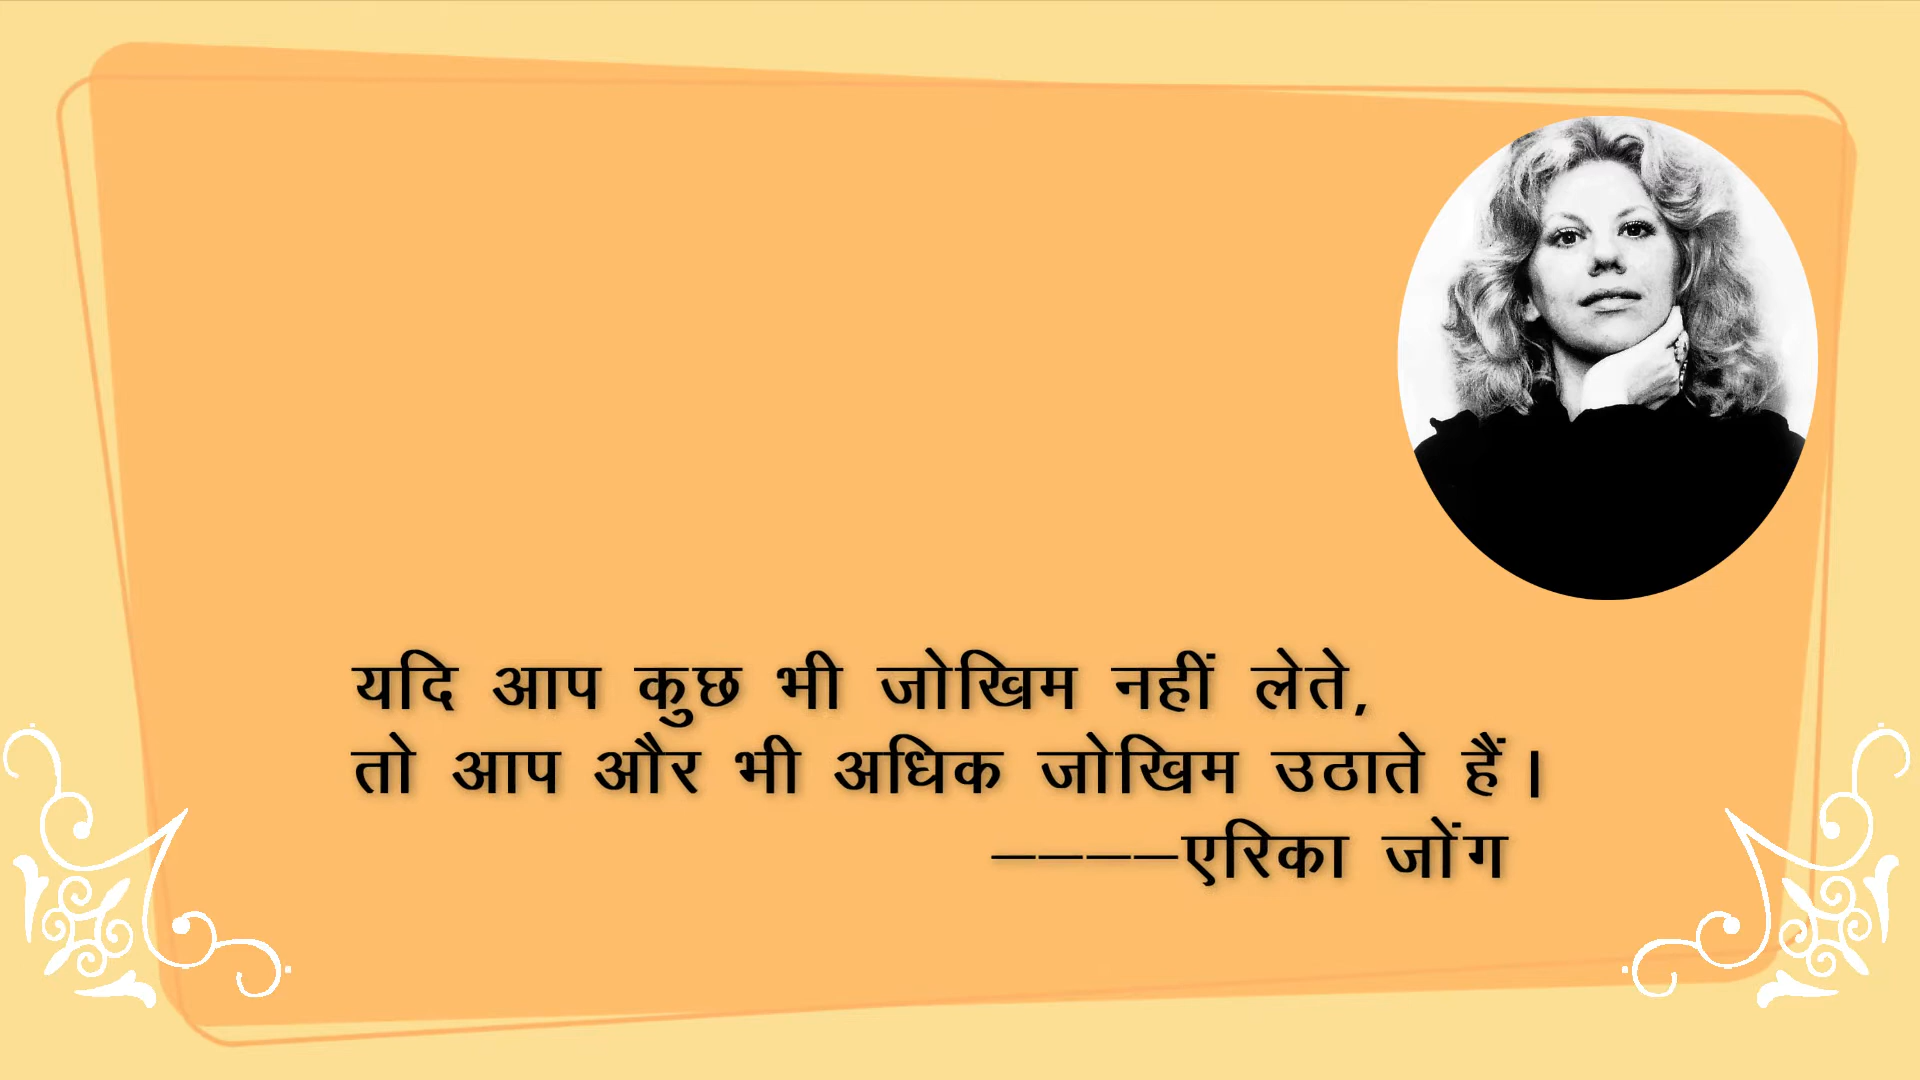 यदि आप कुछ भी जोखिम नहीं लेते,
तो आप और भी अधिक जोखिम उठाते हैं।
----एरिका जोंग